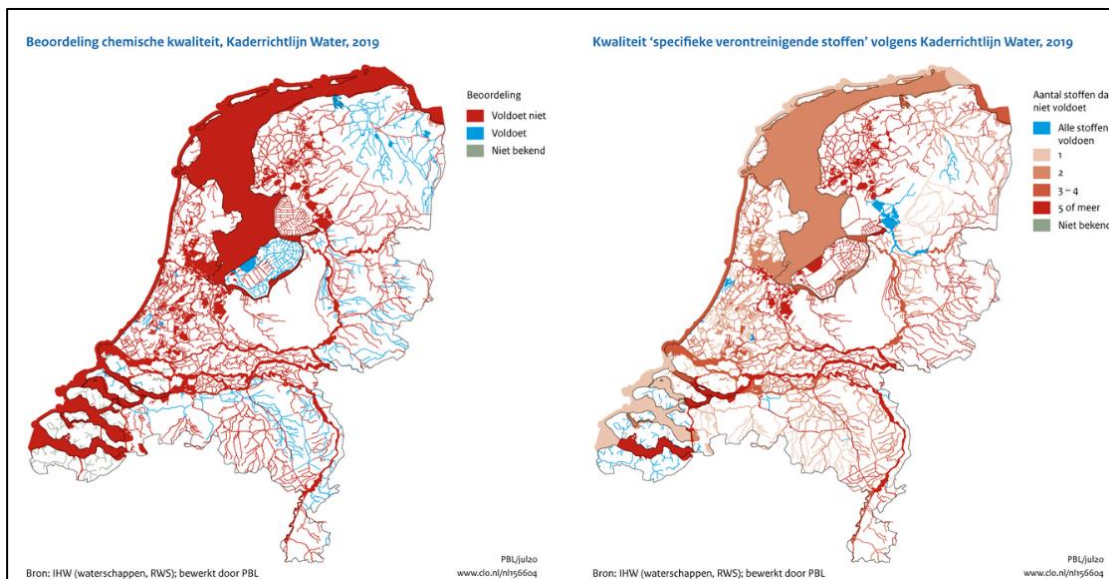 Beoordeling chemische kwaliteit, Kaderrichtlijn Water, 2019
Beoordeling
Voldoet niet
Voldoet
Niet bekend
PBL/jul20
Bron: IHW (waterschappen, RWS); bewerkt door PBL
www.clo.nl/nl156604
Kwaliteit ‘specifieke verontreinigende stoffen’ volgens Kaderrichtlijn Water, 2019
Aantal stoffen da
niet voldoet
Alle stoffen
voldoen
1
2
3 – 4
5 of meer
Niet bekend
PBL/jul20
Bron: IHW (waterschappen, RWS); bewerkt door PBL
www.clo.nl/nl156604